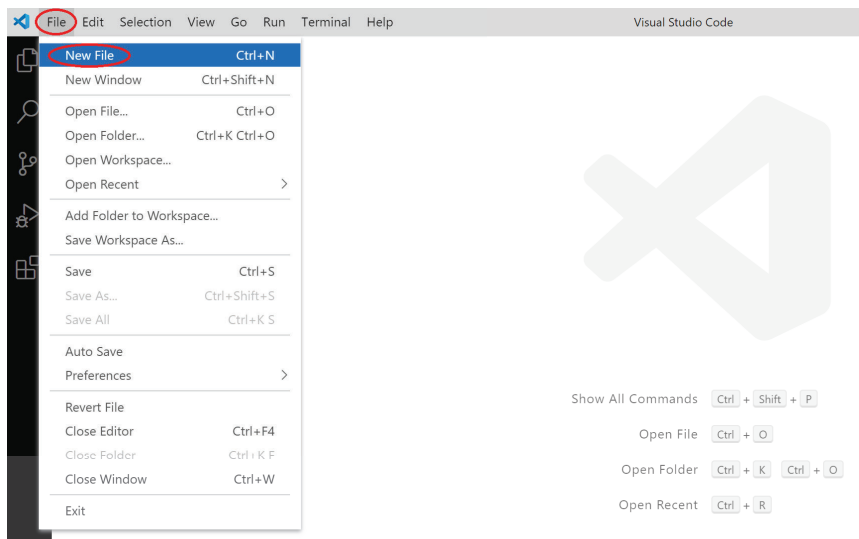 File Edit Selection View Go Run Terminal Help Visual Studio Code
New File Ctrl+N
New Window Ctrl+Shift+N
Open File... Ctrl+O
Open Folder... Ctrl+K Ctrl+O
Open Workspace...
Open Recent
Add Folder to Workspace...
Save Workspace As...
Save Ctrl+S
Save As... Ctrl+Shift+S
Save All Ctrl+K S
Auto Save
Preferences
Revert File
Close Editor Ctrl+F4
Close Folder Ctrl+K F
Close Window Ctrl+W
Exit
Show All Commands Ctrl + Shift + P
Open File Ctrl + O
Open Folder Ctrl + K Ctrl + O
Open Recent Ctrl + R